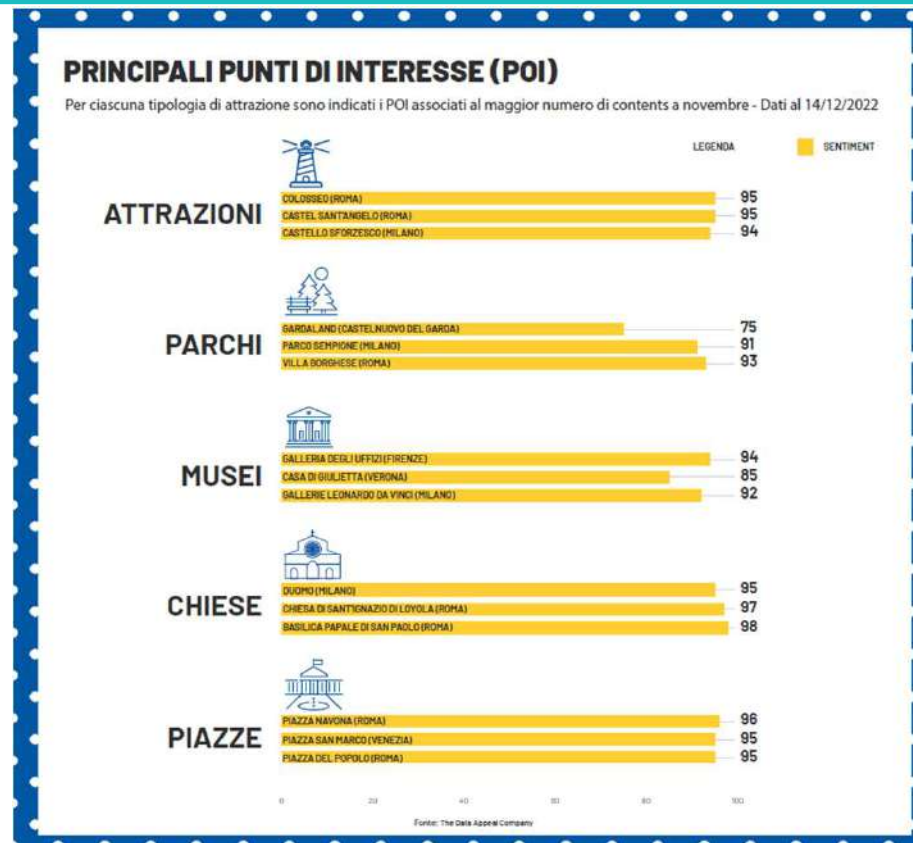 PRINCIPALI PUNTI DI INTERESSE (POI)
Per ciascuna tipologia di attrazione sono indicati i POI associati al maggior numero di contents a novembre - Dati al 14/12/2022
LEGENDA SENTIMENT
ATTRAZIONI
COLOSSEO (ROMA) 95
CASTEL SANT'ANGELO (ROMA) 95
CASTELLO SFORZESCO (MILANO) 94
PARCHI
GARDALAND (CASTELNUOVO DEL GARDA) 75
PARCO SEMPIONE (MILANO) 91
VILLA BORGHESE (ROMA) 93
MUSEI
GALLERIA DEGLI UFFIZI (FIRENZE) 94
CASA DI GIULIETTA (VERONA) 85
GALLERIE LEONARDO DA VINCI (MILANO) 92
CHIESE
DUOMO (MILANO) 95
CHIESA DI SANT'IGNAZIO DI LOYOLA (ROMA) 97
BASILICA PAPALE DI SAN PAOLO (ROMA) 98
PIAZZE
PIAZZA NAVONA (ROMA) 96
PIAZZA SAN MARCO (VENEZIA) 95
PIAZZA DEL POPOLO (ROMA) 95
0 20 40 60 80 100
Fonte: The Data Appeal Company